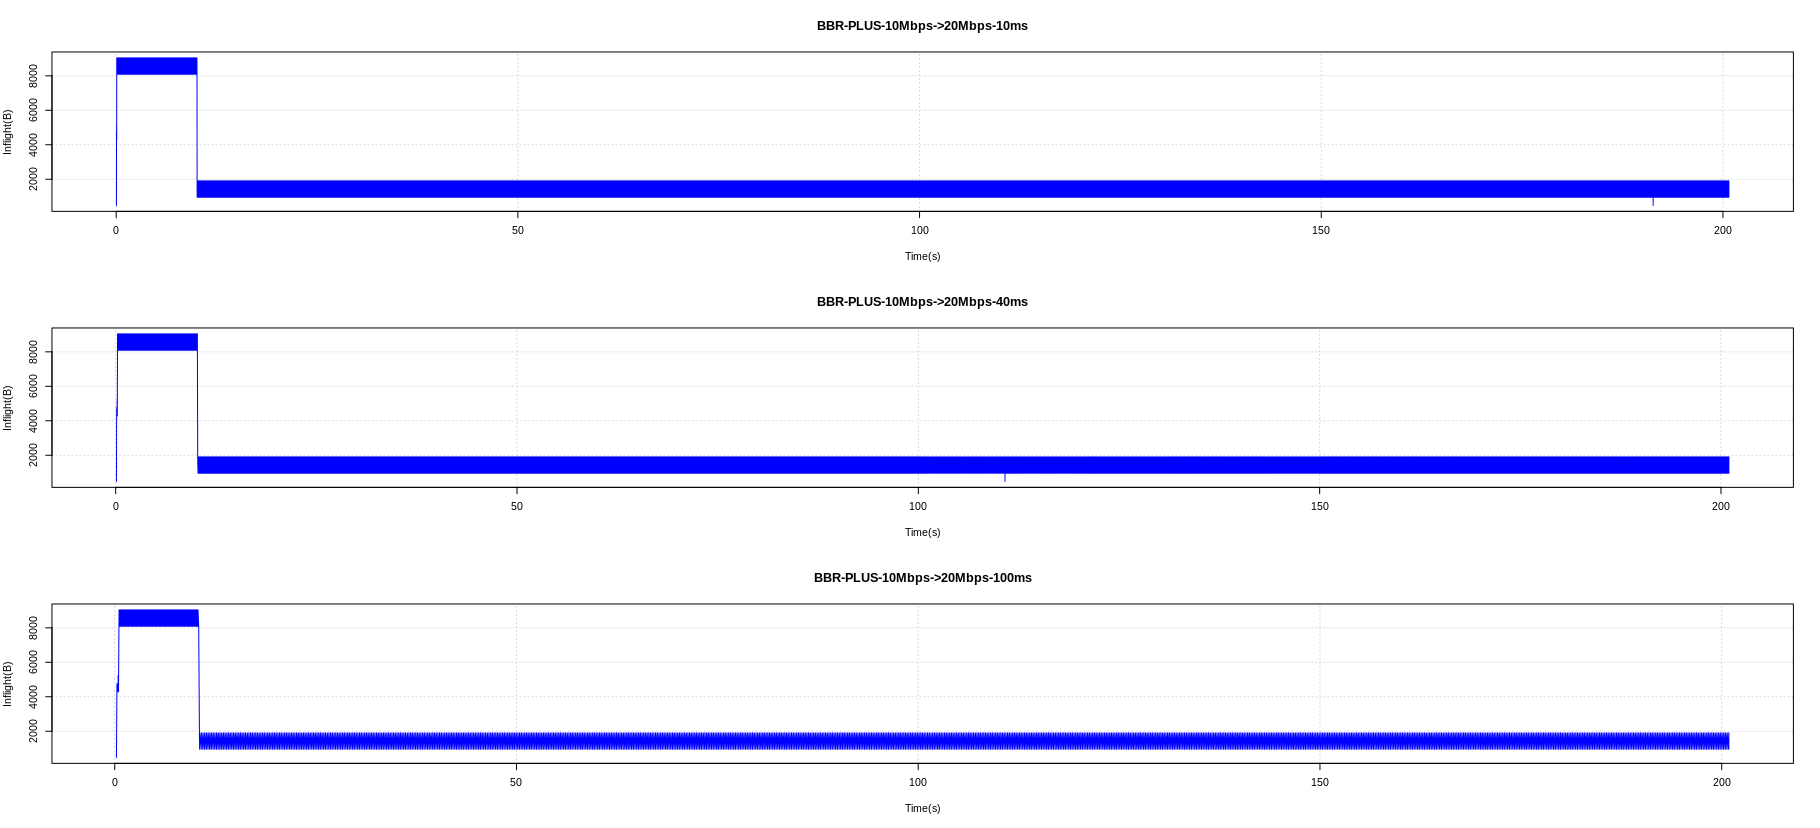 BBR-PLUS-10Mbps->20Mbps-10ms
Inflight(B)
8000
6000
4000
2000
0 50 100 150 200
Time(s)
BBR-PLUS-10Mbps->20Mbps-40ms
Inflight(B)
8000
6000
4000
2000
0 50 100 150 200
Time(s)
BBR-PLUS-10Mbps->20Mbps-100ms
Inflight(B)
8000
6000
4000
2000
0 50 100 150 200
Time(s)